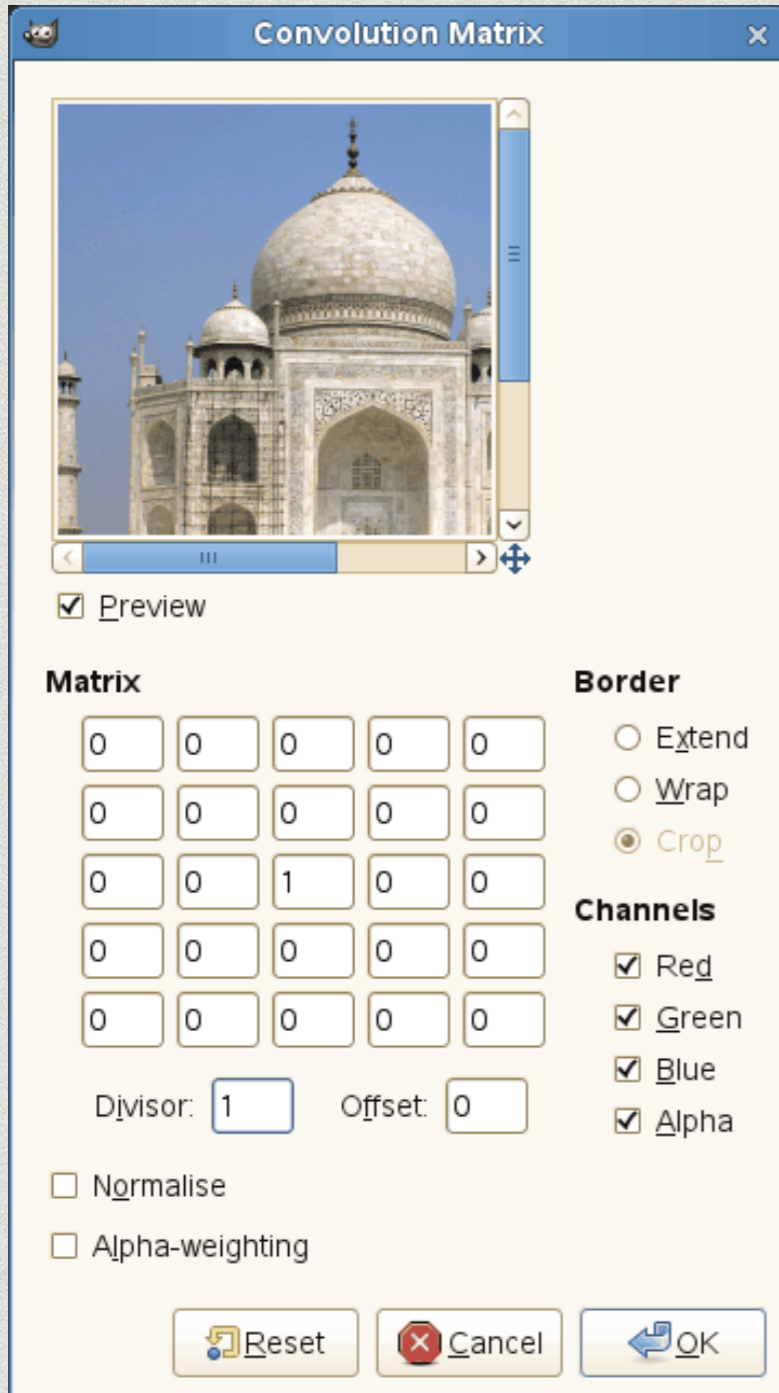 Convolution Matrix
Preview
Matrix
Border
0 0 0 0 0
Extend
0 0 0 0 0
Wrap
0 0 1 0 0
Crop
Channels
0 0 0 0 0
Red
0 0 0 0 0
Green
Blue
Divisor: 1 Offset: 0
Alpha
Normalise
Alpha-weighting
Reset Cancel OK